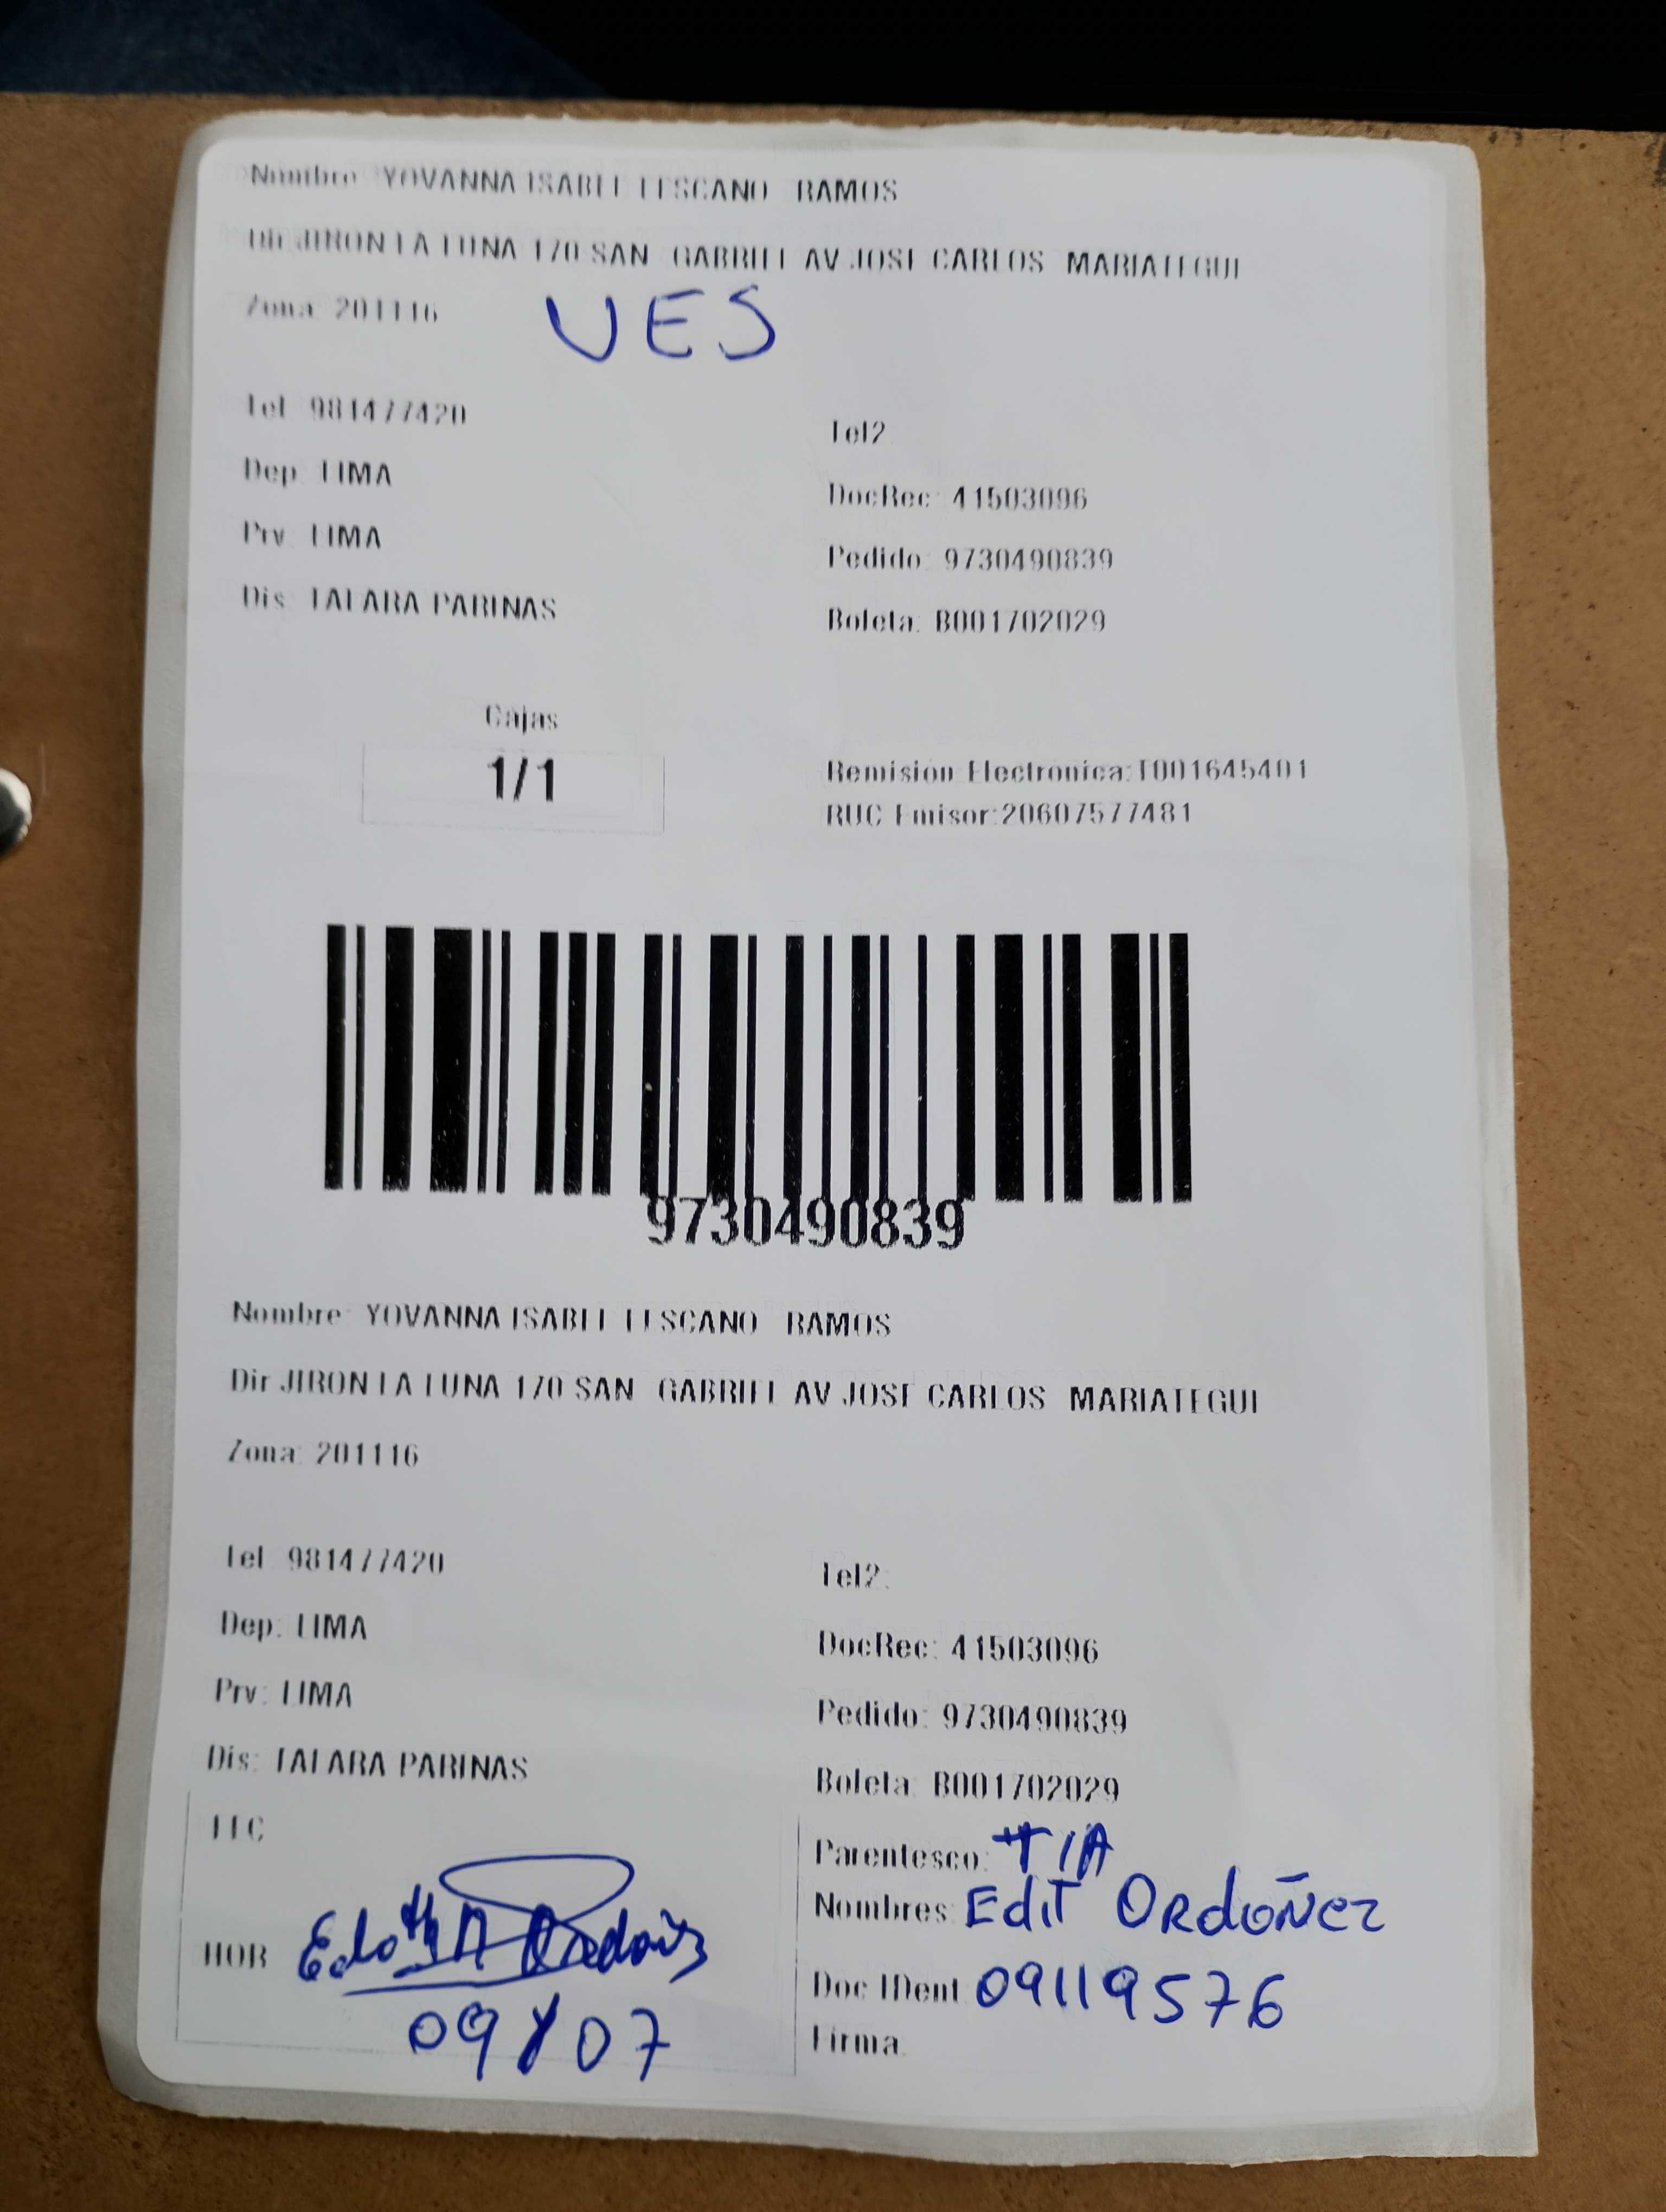 Nombre: YOVANNA ISABEL LESCANO RAMOS
Dir JIRON LA LUNA 170 SAN GABRIEL AV JOSE CARLOS MARIATEGUI
Zona: 201116
VES
Tel: 981477420
Tel2:
Dep: LIMA
DocRec: 41503096
Prv: LIMA
Pedido: 9730490839
Dis: TALARA PARINAS
Boleta: B001702029
Cajas
1/1
Remision Electronica:T001645401
RUC Emisor:20607577481
9730490839
Nombre: YOVANNA ISABEL LESCANO RAMOS
Dir JIRON LA LUNA 170 SAN GABRIEL AV JOSE CARLOS MARIATEGUI
Zona: 201116
Tel: 981477420
Tel2:
Dep: LIMA
DocRec: 41503096
Prv: LIMA
Pedido: 9730490839
Dis: TALARA PARINAS
Boleta: B001702029
FEC
Parentesco: TIA
Nombres: Edit ORdoÑez
HOR
Doc IDent: 09119576
09 / 07
Firma: